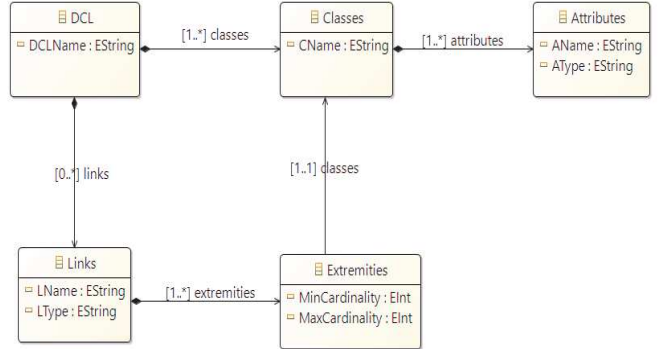 DCL
DCLName : EString
[1..*] classes
Classes
CName : EString
[1..*] attributes
Attributes
AName : EString
AType : EString
[0..*] links
[1..1] classes
Links
LName : EString
LType : EString
[1..*] extremities
Extremities
MinCardinality : EInt
MaxCardinality : EInt